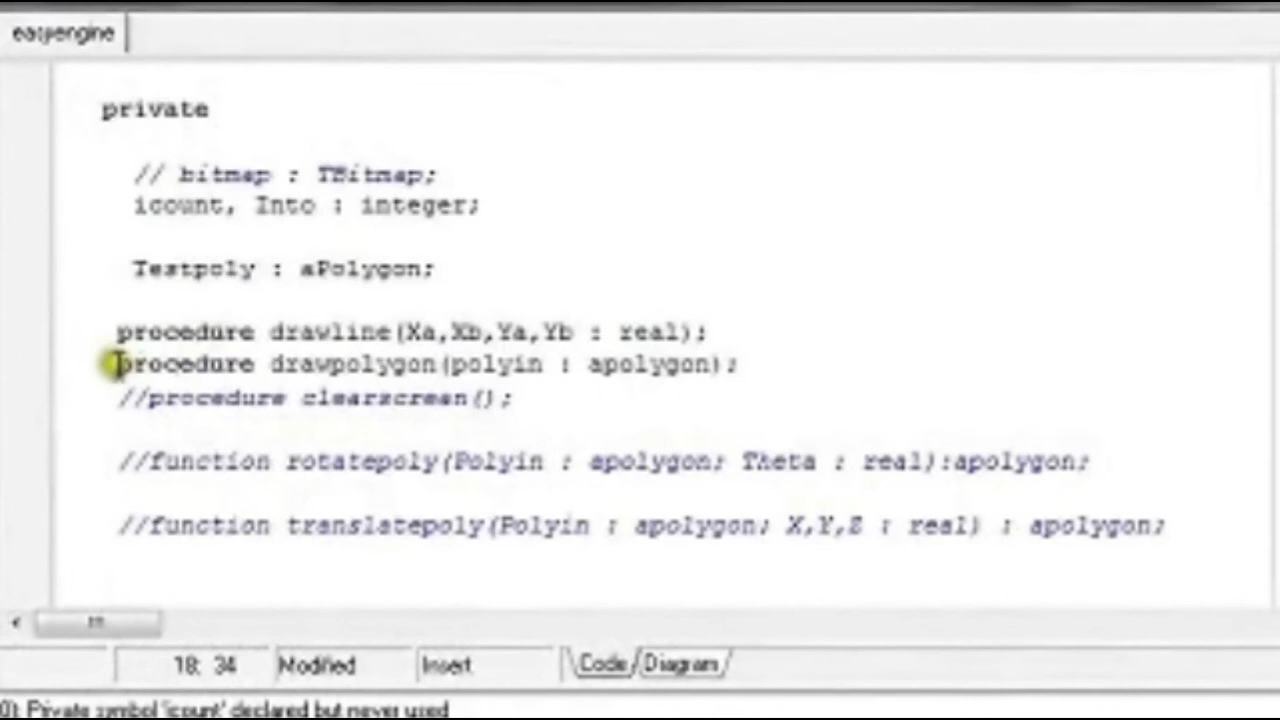 easyengine
private
// bitmap : TBitmap;
icount, Into : integer;
Testpoly : aPolygon;
procedure drawline(Xa,Xb,Ya,Yb : real);
procedure drawpolygon(polyin : apolygon);
//procedure clearscreen();
//function rotatepoly(Polyin : apolygon; Theta : real):apolygon;
//function translatepoly(Polyin : apolygon; X,Y,Z : real) : apolygon;
18: 34 Modified Insert Code Diagram
0): Private symbol 'icount' declared but never used